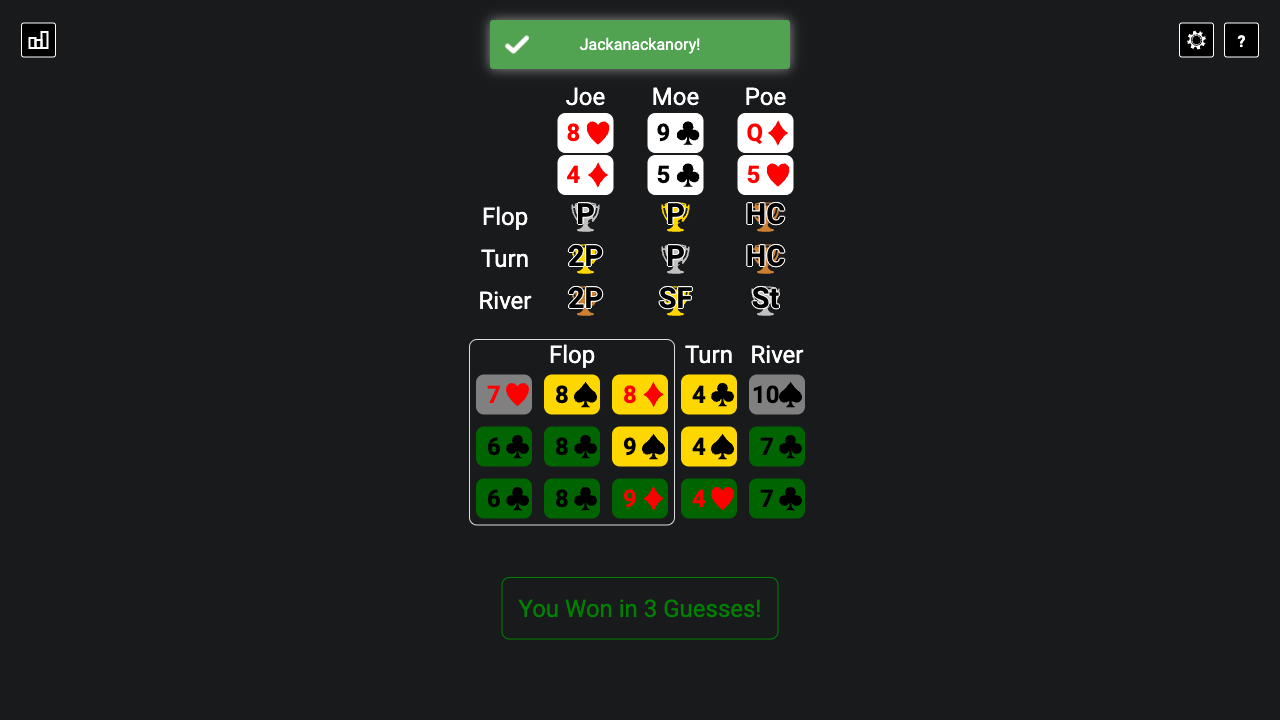 Jackanackanory!
?
Joe Moe Poe
8 9 Q
4 5 5
Flop P P HC
Turn 2P P HC
River 2P SF St
Flop Turn River
7 8 8 4 10
6 8 9 4 7
6 8 9 4 7
You Won in 3 Guesses!